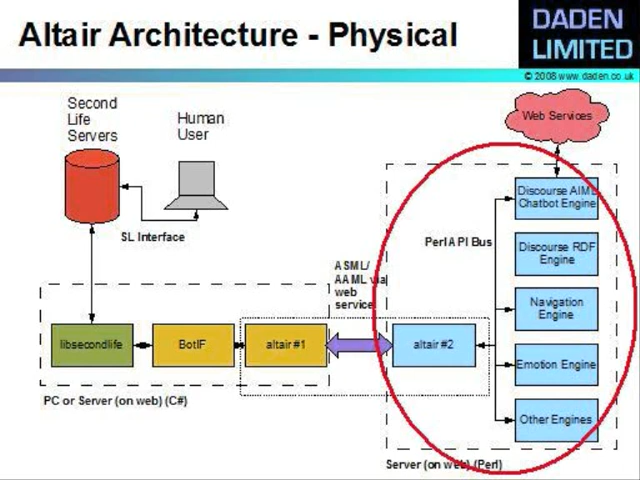 Altair Architecture - Physical
DADEN
LIMITED
© 2008 www.daden.co.uk
Second
Life
Servers
Human
User
Web Services
SL Interface
Perl API Bus
Discourse AIML
Chatbot Engine
Discourse RDF
Engine
ASML/
AAML via
web
service
Navigation
Engine
libsecondlife
BotIF
altair #1
altair #2
Emotion Engine
PC or Server (on web) (C#)
Other Engines
Server (on web) (Perl)